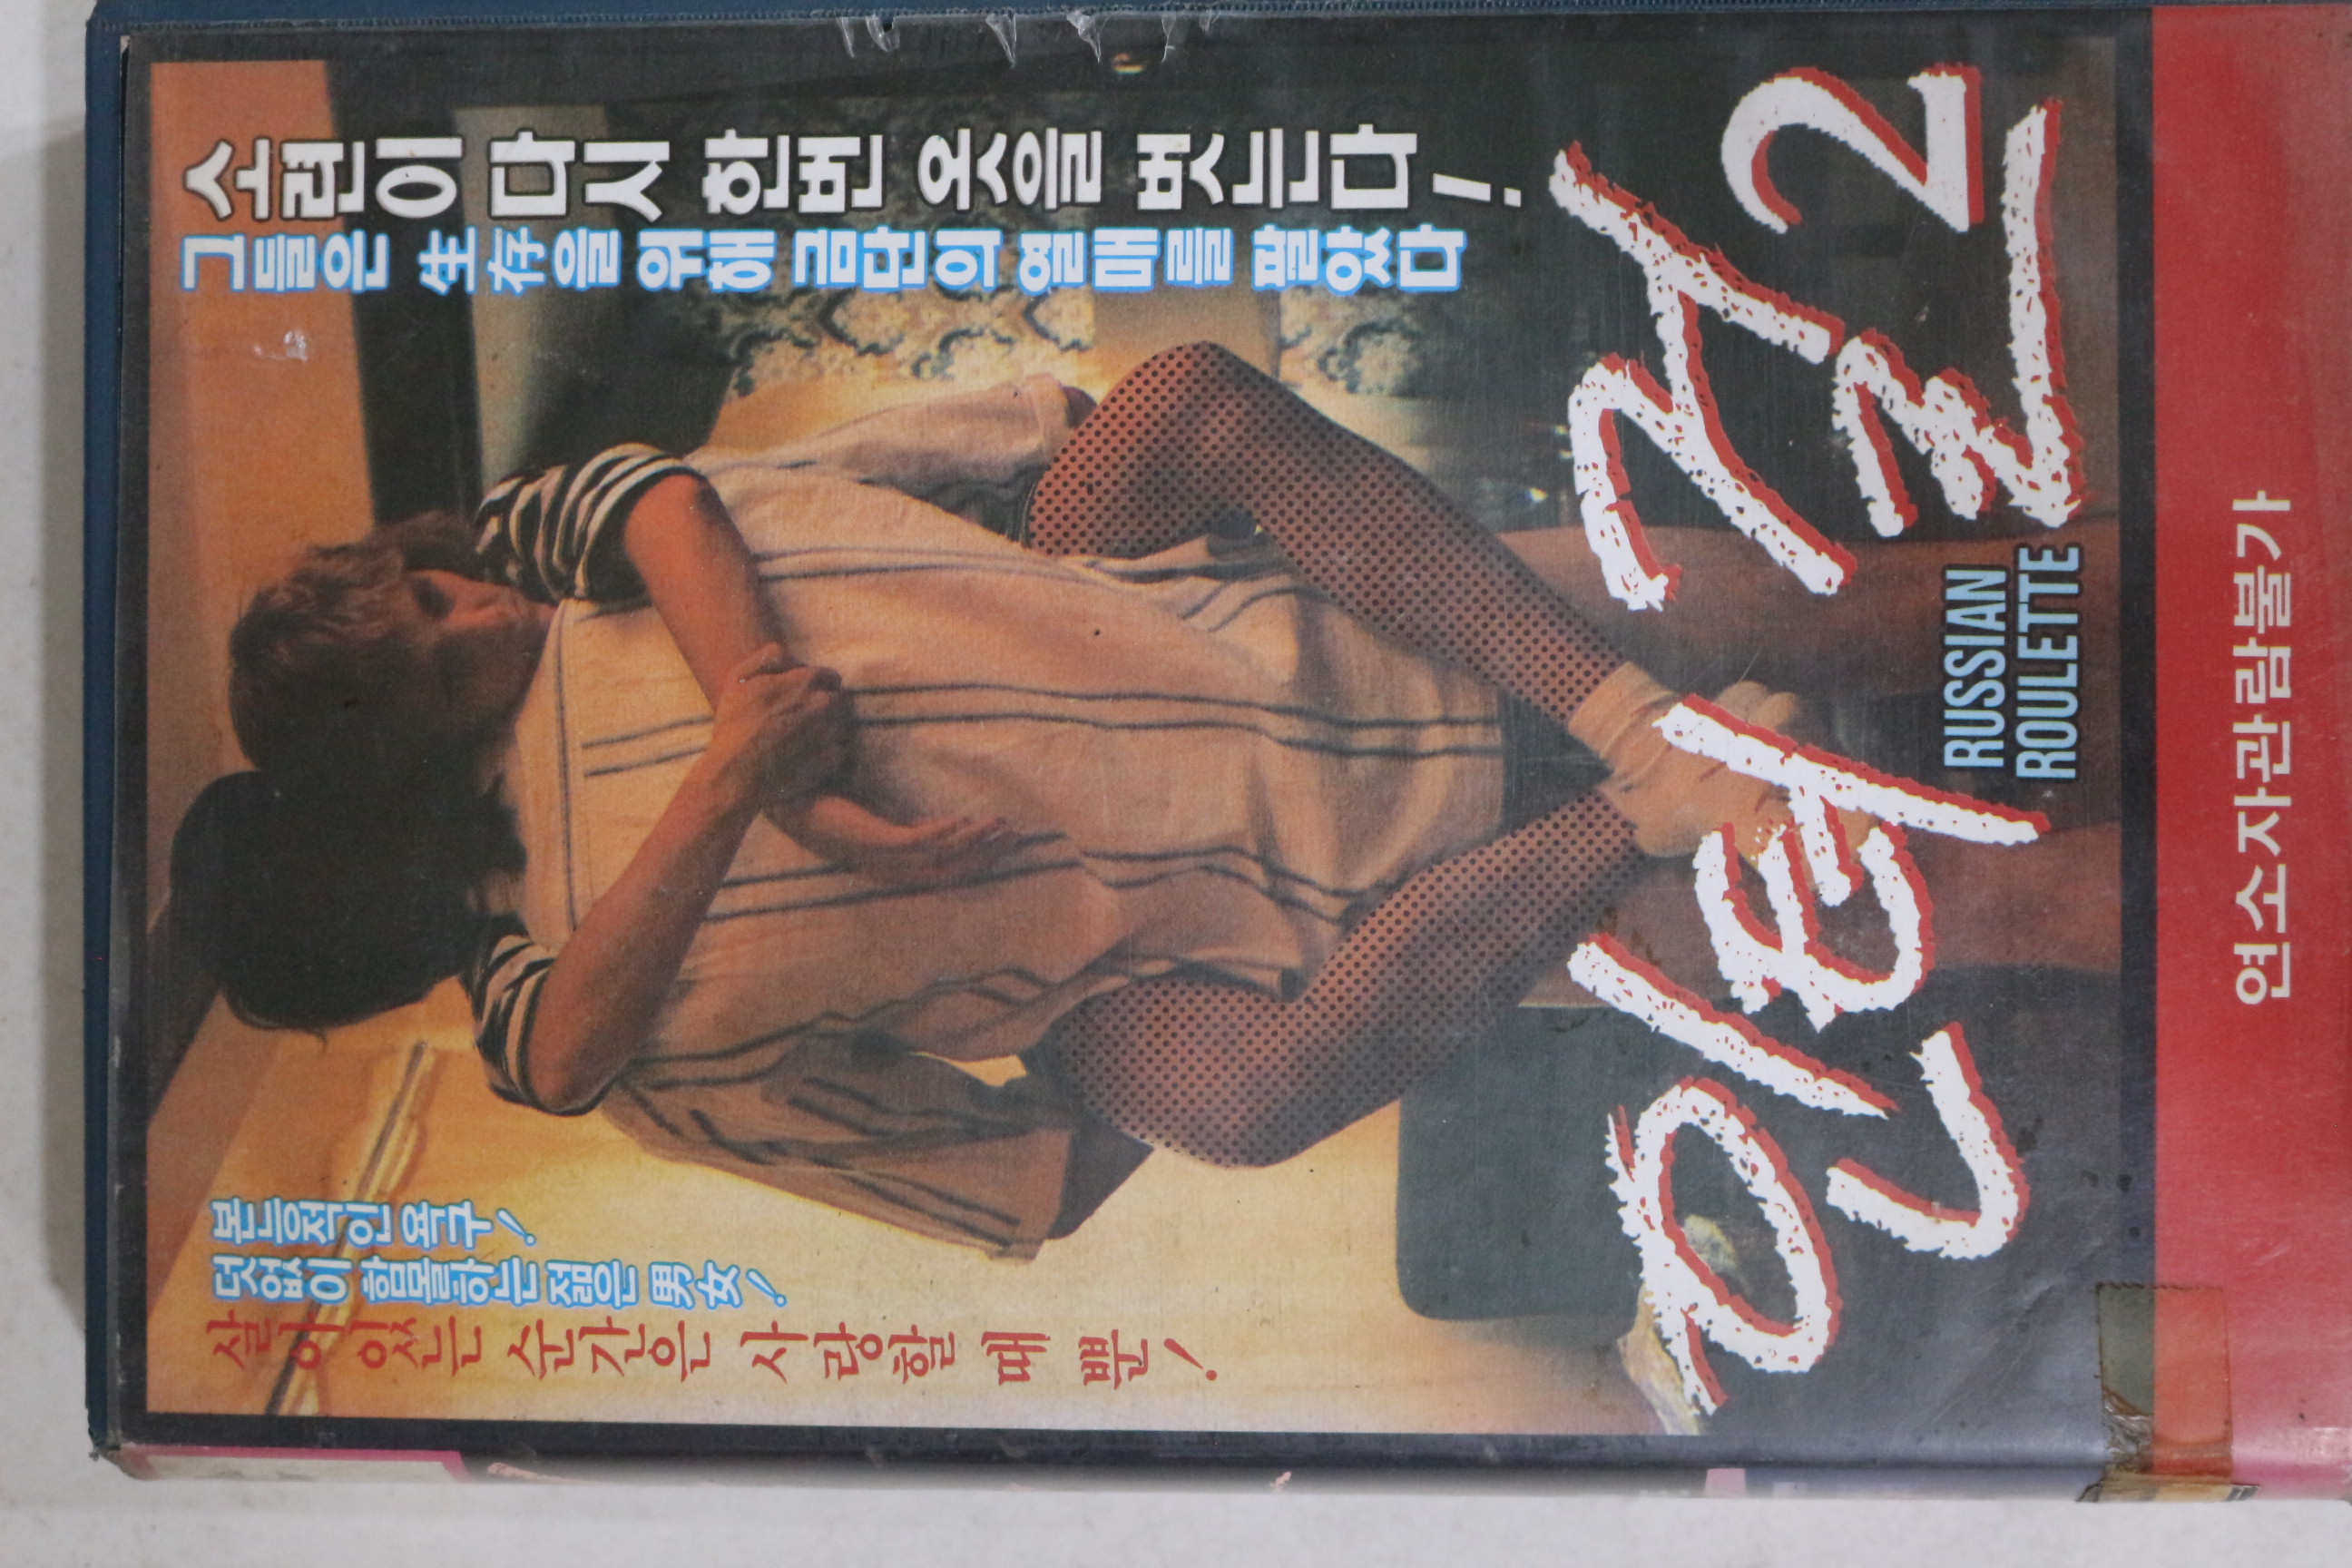 소련이 다시 한번 옷을 벗는다!
그들은 生存을 위해 금단의 열매를 팔았다
본능적인 욕구!
덧없이 함몰하는 젊은 男女!
살아 있는 순간은 사랑할 때 뿐!
인터걸 2
RUSSIAN
ROULETTE
연소자관람불가